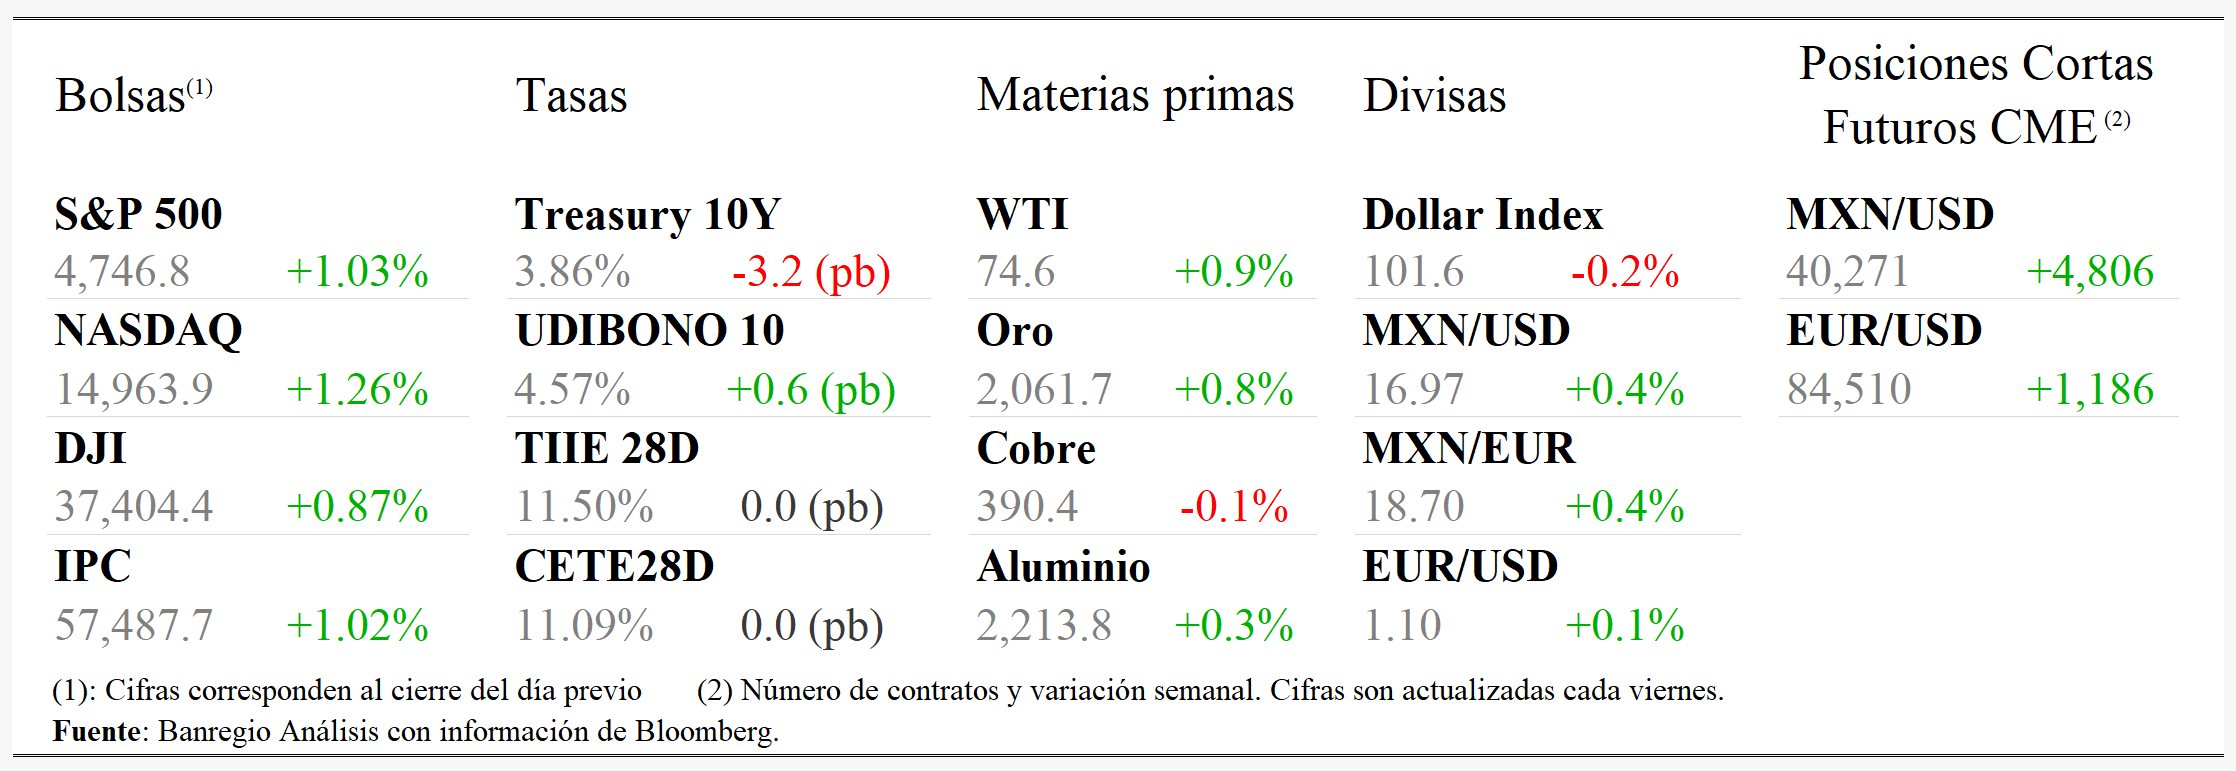 Bolsas(1) Tasas Materias primas Divisas Posiciones Cortas
Futuros CME (2)
S&P 500 Treasury 10Y WTI Dollar Index MXN/USD
4,746.8 +1.03% 3.86% -3.2 (pb) 74.6 +0.9% 101.6 -0.2% 40,271 +4,806
NASDAQ UDIBONO 10 Oro MXN/USD EUR/USD
14,963.9 +1.26% 4.57% +0.6 (pb) 2,061.7 +0.8% 16.97 +0.4% 84,510 +1,186
DJI TIIE 28D Cobre MXN/EUR
37,404.4 +0.87% 11.50% 0.0 (pb) 390.4 -0.1% 18.70 +0.4%
IPC CETE28D Aluminio EUR/USD
57,487.7 +1.02% 11.09% 0.0 (pb) 2,213.8 +0.3% 1.10 +0.1%
(1): Cifras corresponden al cierre del día previo (2) Número de contratos y variación semanal. Cifras son actualizadas cada viernes.
Fuente: Banregio Análisis con información de Bloomberg.